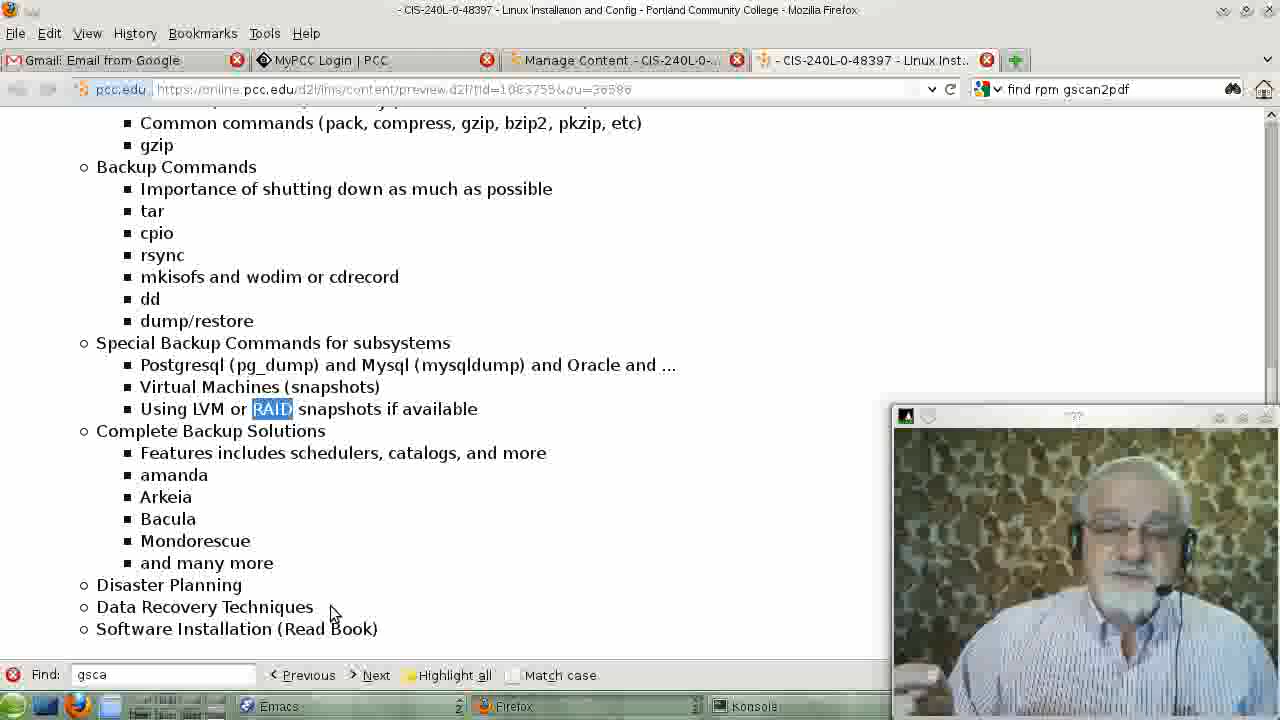 - CIS-240L-0-48397 - Linux Installation and Config - Portland Community College - Mozilla Firefox
File Edit View History Bookmarks Tools Help
Gmail: Email from Google MyPCC Login | PCC Manage Content - CIS-240L-0-... - CIS-240L-0-48397 - Linux Inst...
pcc.edu find rpm gscan2pdf
Common commands (pack, compress, gzip, bzip2, pkzip, etc)
gzip
Backup Commands
Importance of shutting down as much as possible
tar
cpio
rsync
mkisofs and wodim or cdrecord
dd
dump/restore
Special Backup Commands for subsystems
Postgresql (pg_dump) and Mysql (mysqldump) and Oracle and ...
Virtual Machines (snapshots)
Using LVM or RAID snapshots if available
Complete Backup Solutions
Features includes schedulers, catalogs, and more
amanda
Arkeia
Bacula
Mondorescue
and many more
Disaster Planning
Data Recovery Techniques
Software Installation (Read Book)
Find: gsca Previous Next Highlight all Match case
Emacs 2 Firefox 2 Konsole